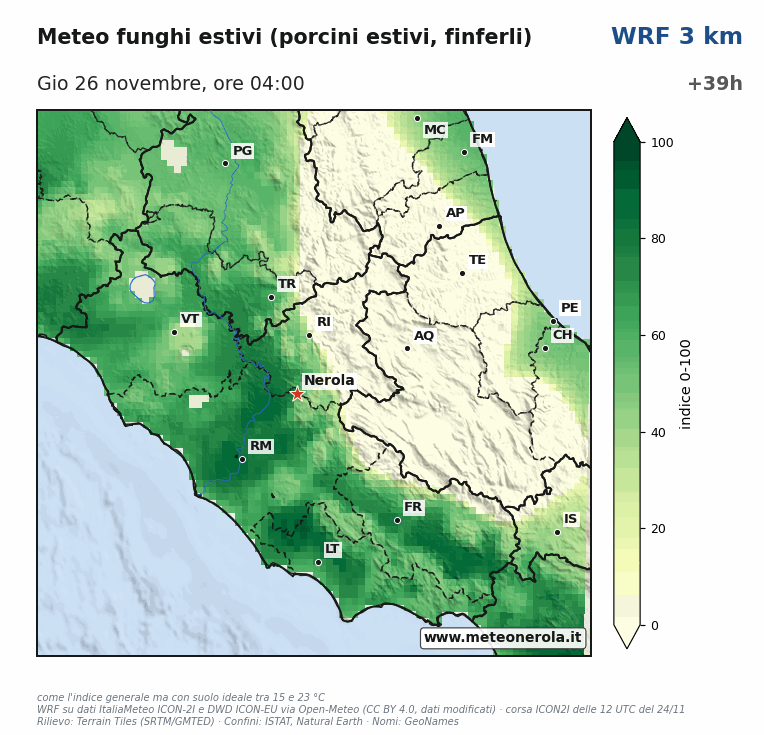 Meteo funghi estivi (porcini estivi, finferli)
WRF 3 km
Gio 26 novembre, ore 04:00
+39h
MC
FM
PG
AP
TE
TR
PE
VT
RI
AQ
CH
Nerola
RM
FR
IS
LT
www.meteonerola.it
100
80
60
40
20
0
indice 0-100
come l'indice generale ma con suolo ideale tra 15 e 23 °C
WRF su dati ItaliaMeteo ICON-2I e DWD ICON-EU via Open-Meteo (CC BY 4.0, dati modificati) · corsa ICON2I delle 12 UTC del 24/11
Rilievo: Terrain Tiles (SRTM/GMTED) · Confini: ISTAT, Natural Earth · Nomi: GeoNames